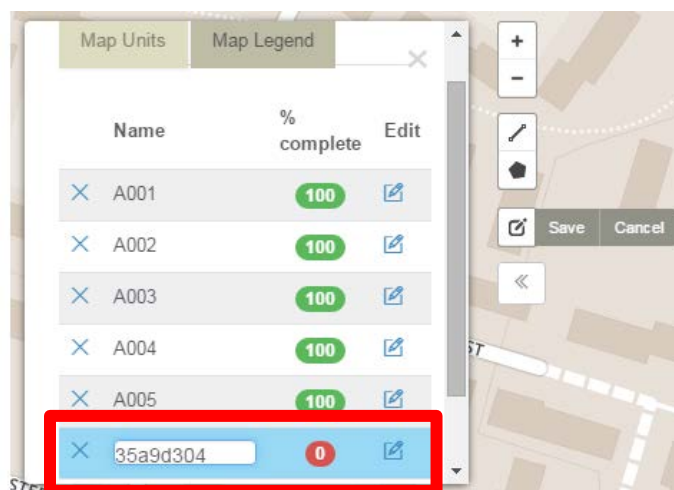 Map Units Map Legend
Name % complete Edit
A001 100
A002 100
A003 100
A004 100
A005 100
35a9d304 0
+
−
Save Cancel
ST
STE